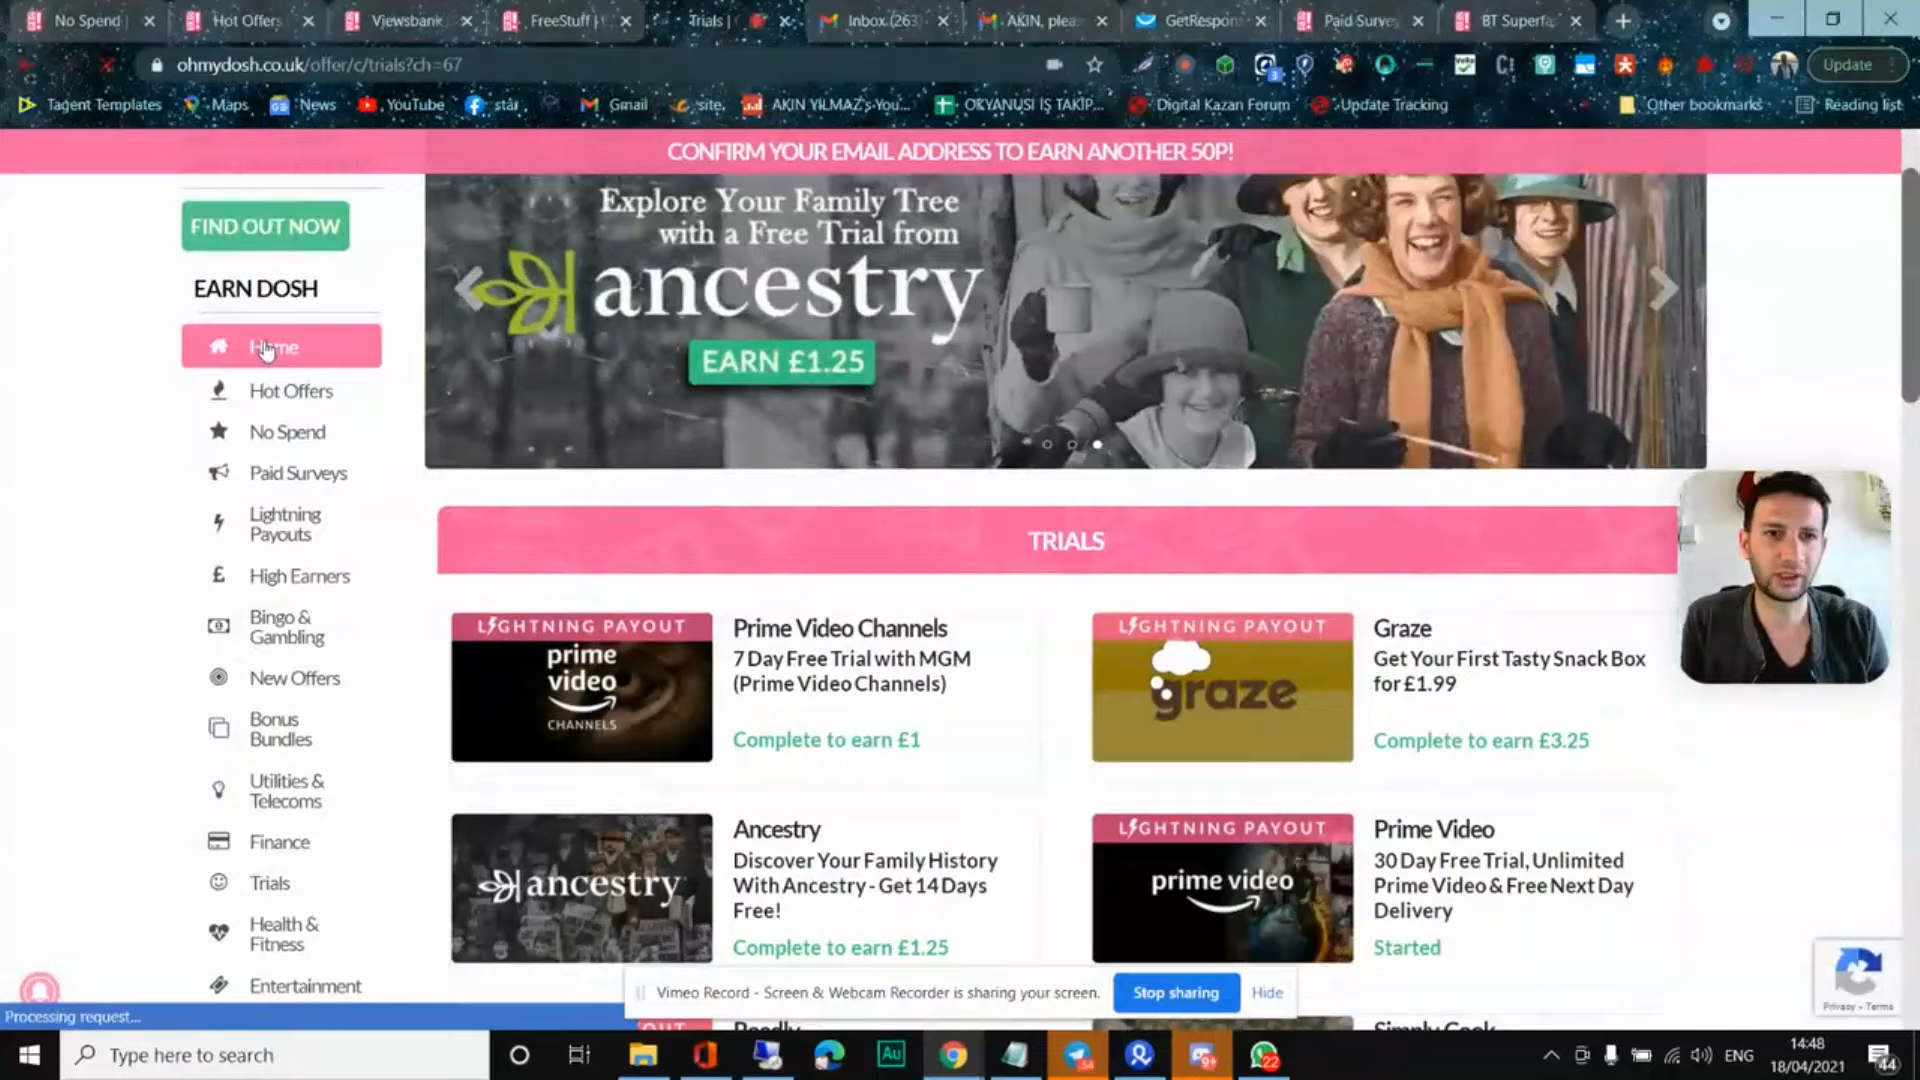 No Spend |
Hot Offers
Viewsbank
FreeStuff |
Trials |
Inbox (263)
AKIN, plea
GetRespon
Paid Surve
BT Superfa
ohmydosh.co.uk/offer/c/trials?ch=67
Update
Tagent Templates
Maps
News
YouTube
star
Gmail
site.
AKIN YILMAZ's You...
OKYANUSI İŞ TAKİP...
Digital Kazan Forum
Update Tracking
Other bookmarks
Reading list
CONFIRM YOUR EMAIL ADDRESS TO EARN ANOTHER 50P!
FIND OUT NOW
EARN DOSH
Home
Hot Offers
No Spend
Paid Surveys
Lightning
Payouts
High Earners
Bingo &
Gambling
New Offers
Bonus
Bundles
Utilities &
Telecoms
Finance
Trials
Health &
Fitness
Entertainment
Explore Your Family Tree
with a Free Trial from
ancestry
EARN £1.25
TRIALS
LIGHTNING PAYOUT
prime
video
CHANNELS
Prime Video Channels
7 Day Free Trial with MGM
(Prime Video Channels)
Complete to earn £1
LIGHTNING PAYOUT
graze
Graze
Get Your First Tasty Snack Box
for £1.99
Complete to earn £3.25
ancestry
Ancestry
Discover Your Family History
With Ancestry - Get 14 Days
Free!
Complete to earn £1.25
LIGHTNING PAYOUT
prime video
Prime Video
30 Day Free Trial, Unlimited
Prime Video & Free Next Day
Delivery
Started
Privacy - Terms
Vimeo Record - Screen & Webcam Recorder is sharing your screen.
Stop sharing
Hide
Processing request...
Readly
Simply Cook
Type here to search
Au
9+
22
ENG
14:48
18/04/2021
44